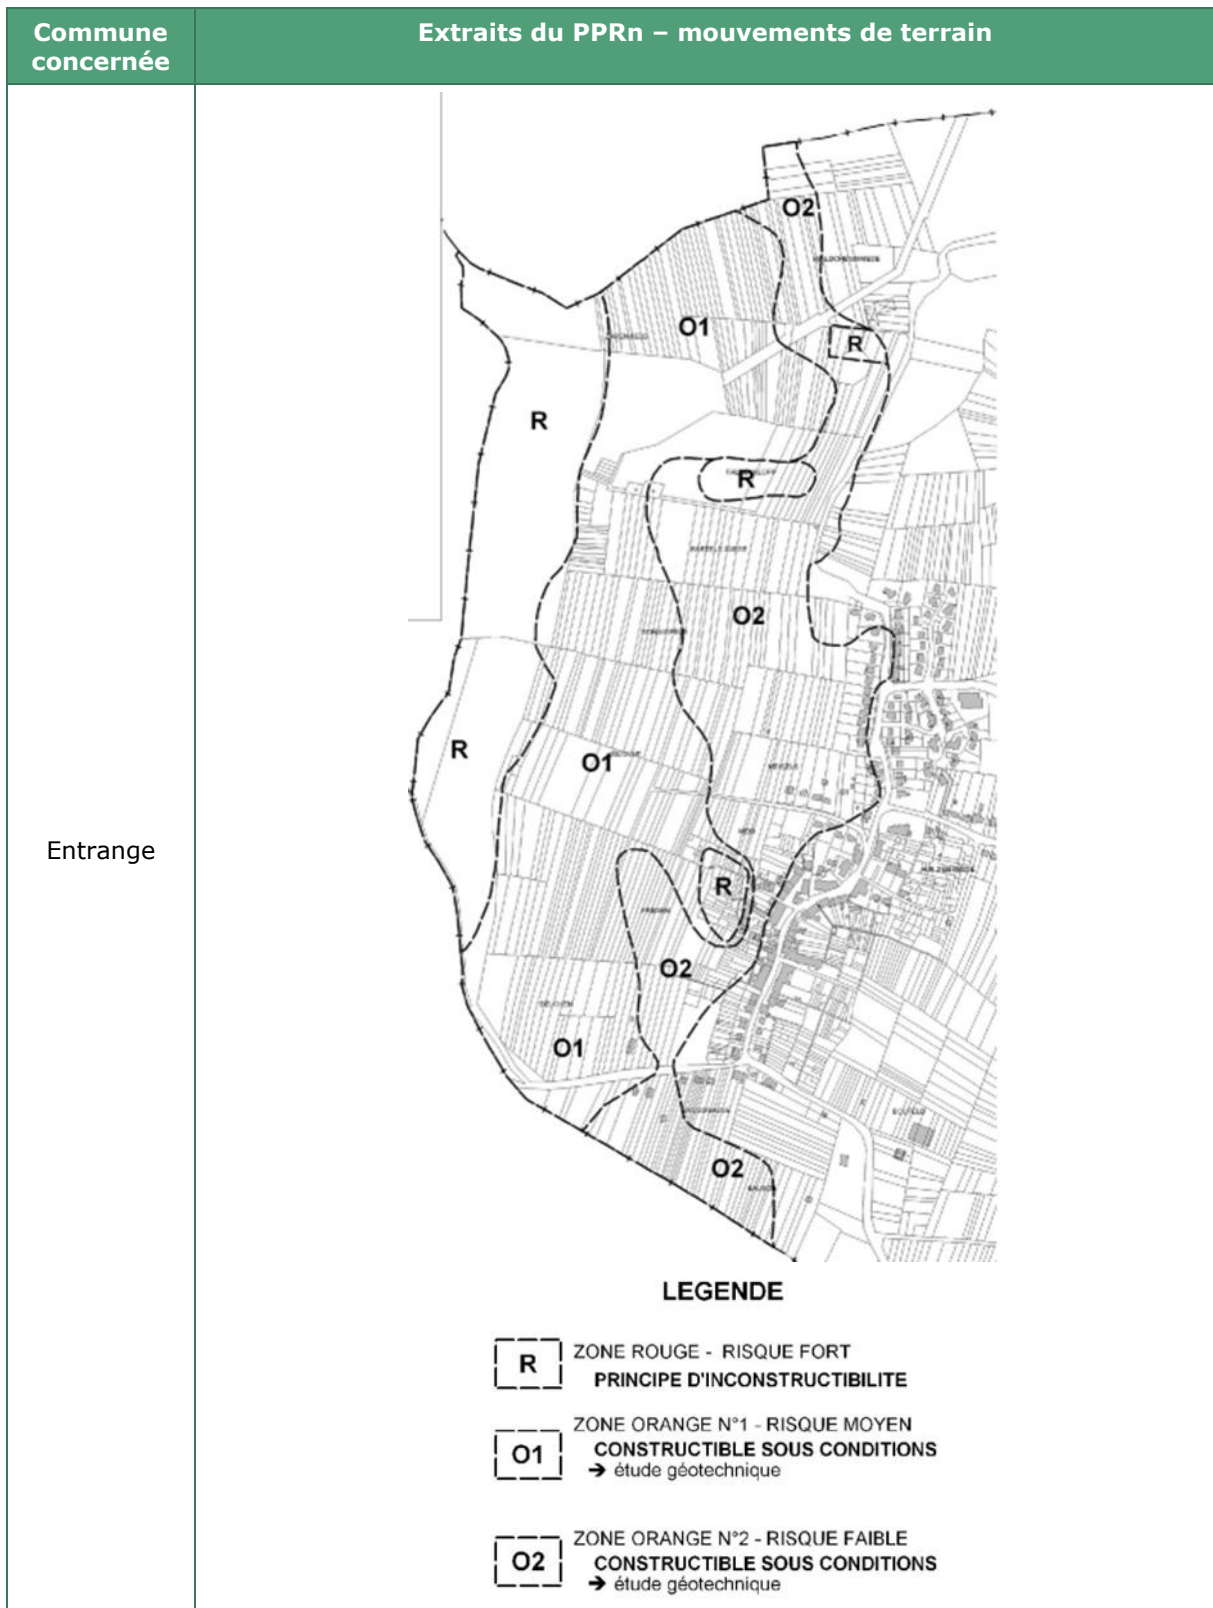 Commune
concernée
Extraits du PPRn – mouvements de terrain
Entrange
O2
O1
R
R
R
O2
R
O1
R
O2
O1
O2
LEGENDE
R
ZONE ROUGE - RISQUE FORT
PRINCIPE D'INCONSTRUCTIBILITE
O1
ZONE ORANGE N°1 - RISQUE MOYEN
CONSTRUCTIBLE SOUS CONDITIONS
➔ étude géotechnique
O2
ZONE ORANGE N°2 - RISQUE FAIBLE
CONSTRUCTIBLE SOUS CONDITIONS
➔ étude géotechnique